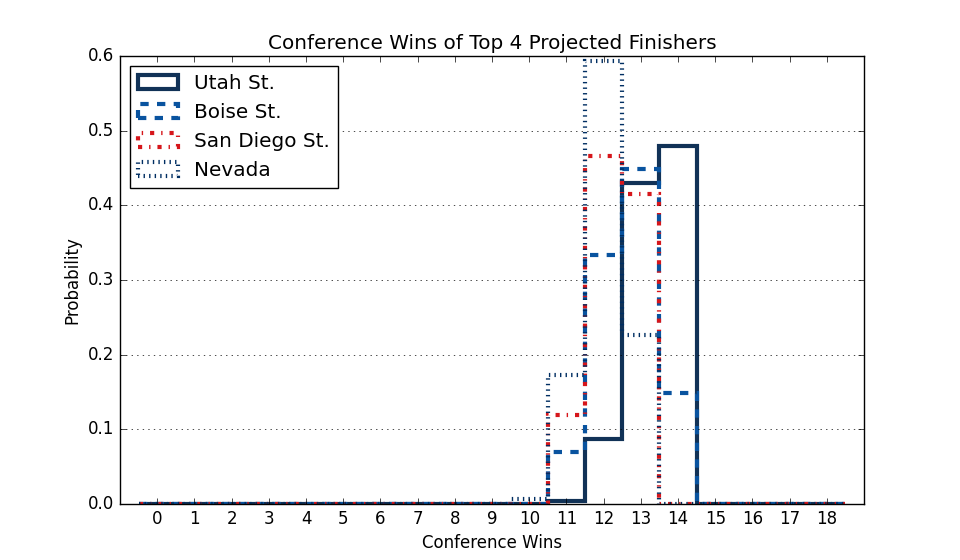 Conference Wins of Top 4 Projected Finishers
Utah St.
Boise St.
San Diego St.
Nevada
0.6
0.5
0.4
0.3
0.2
0.1
0.0
Probability
0 1 2 3 4 5 6 7 8 9 10 11 12 13 14 15 16 17 18
Conference Wins